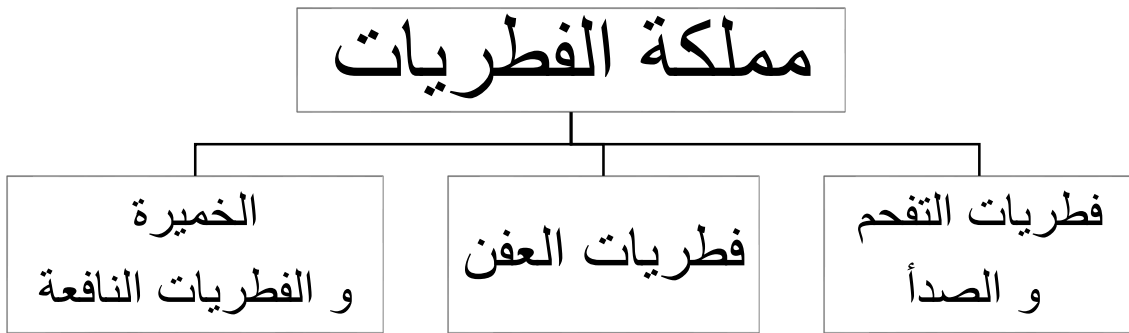 مملكة الفطريات
فطريات التفحم
و الصدأ
فطريات العفن
الخميرة
و الفطريات النافعة